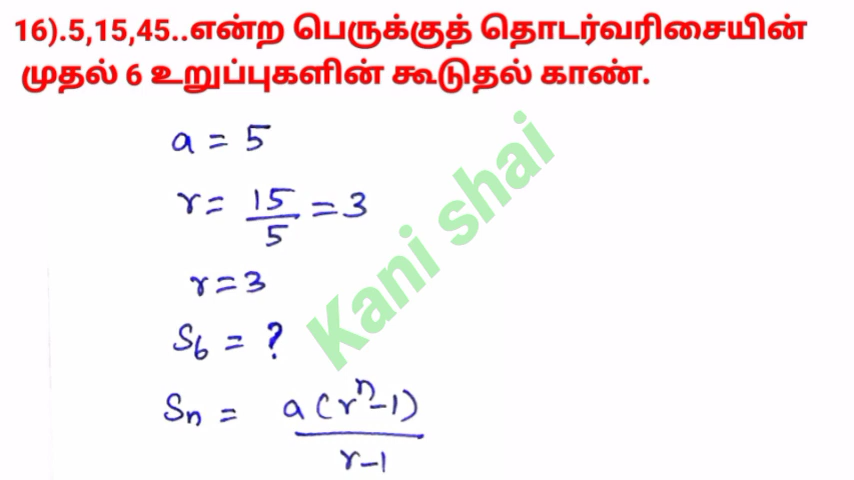 16).5,15,45..என்ற பெருக்குத் தொடர்வரிசையின்
முதல் 6 உறுப்புகளின் கூடுதல் காண்.
a = 5
r = 15/5 = 3
r = 3
S₆ = ?
Sₙ = a(rⁿ-1)/r-1
Kani shai